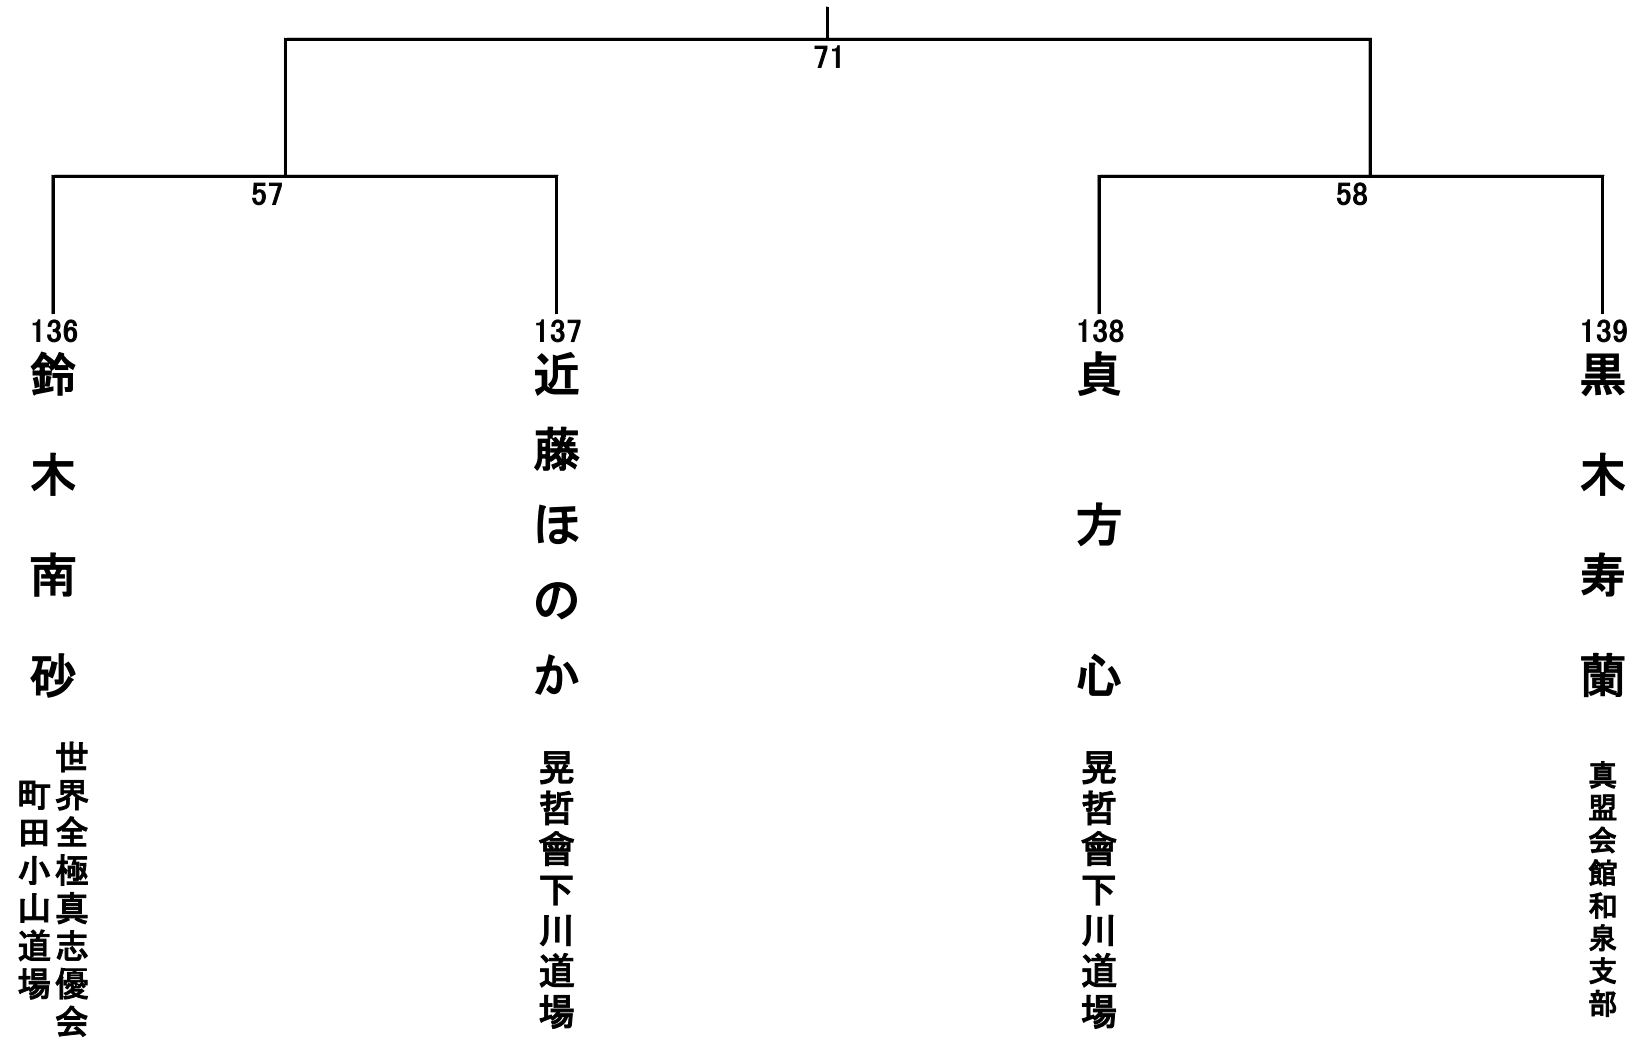 71
57
58
136
鈴木南砂
世界全極真志優会
町田小山道場
137
近藤ほのか
晃哲會下川道場
138
貞方心
晃哲會下川道場
139
黒木寿蘭
真盟会館和泉支部